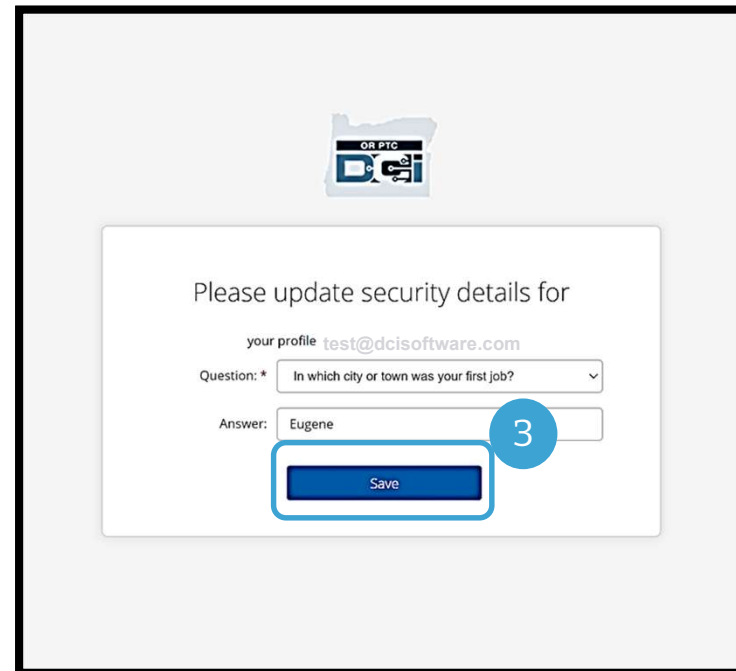 OR PTC
DCi
Please update security details for
your profile test@dcisoftware.com
Question: * In which city or town was your first job?
Answer: Eugene
3
Save